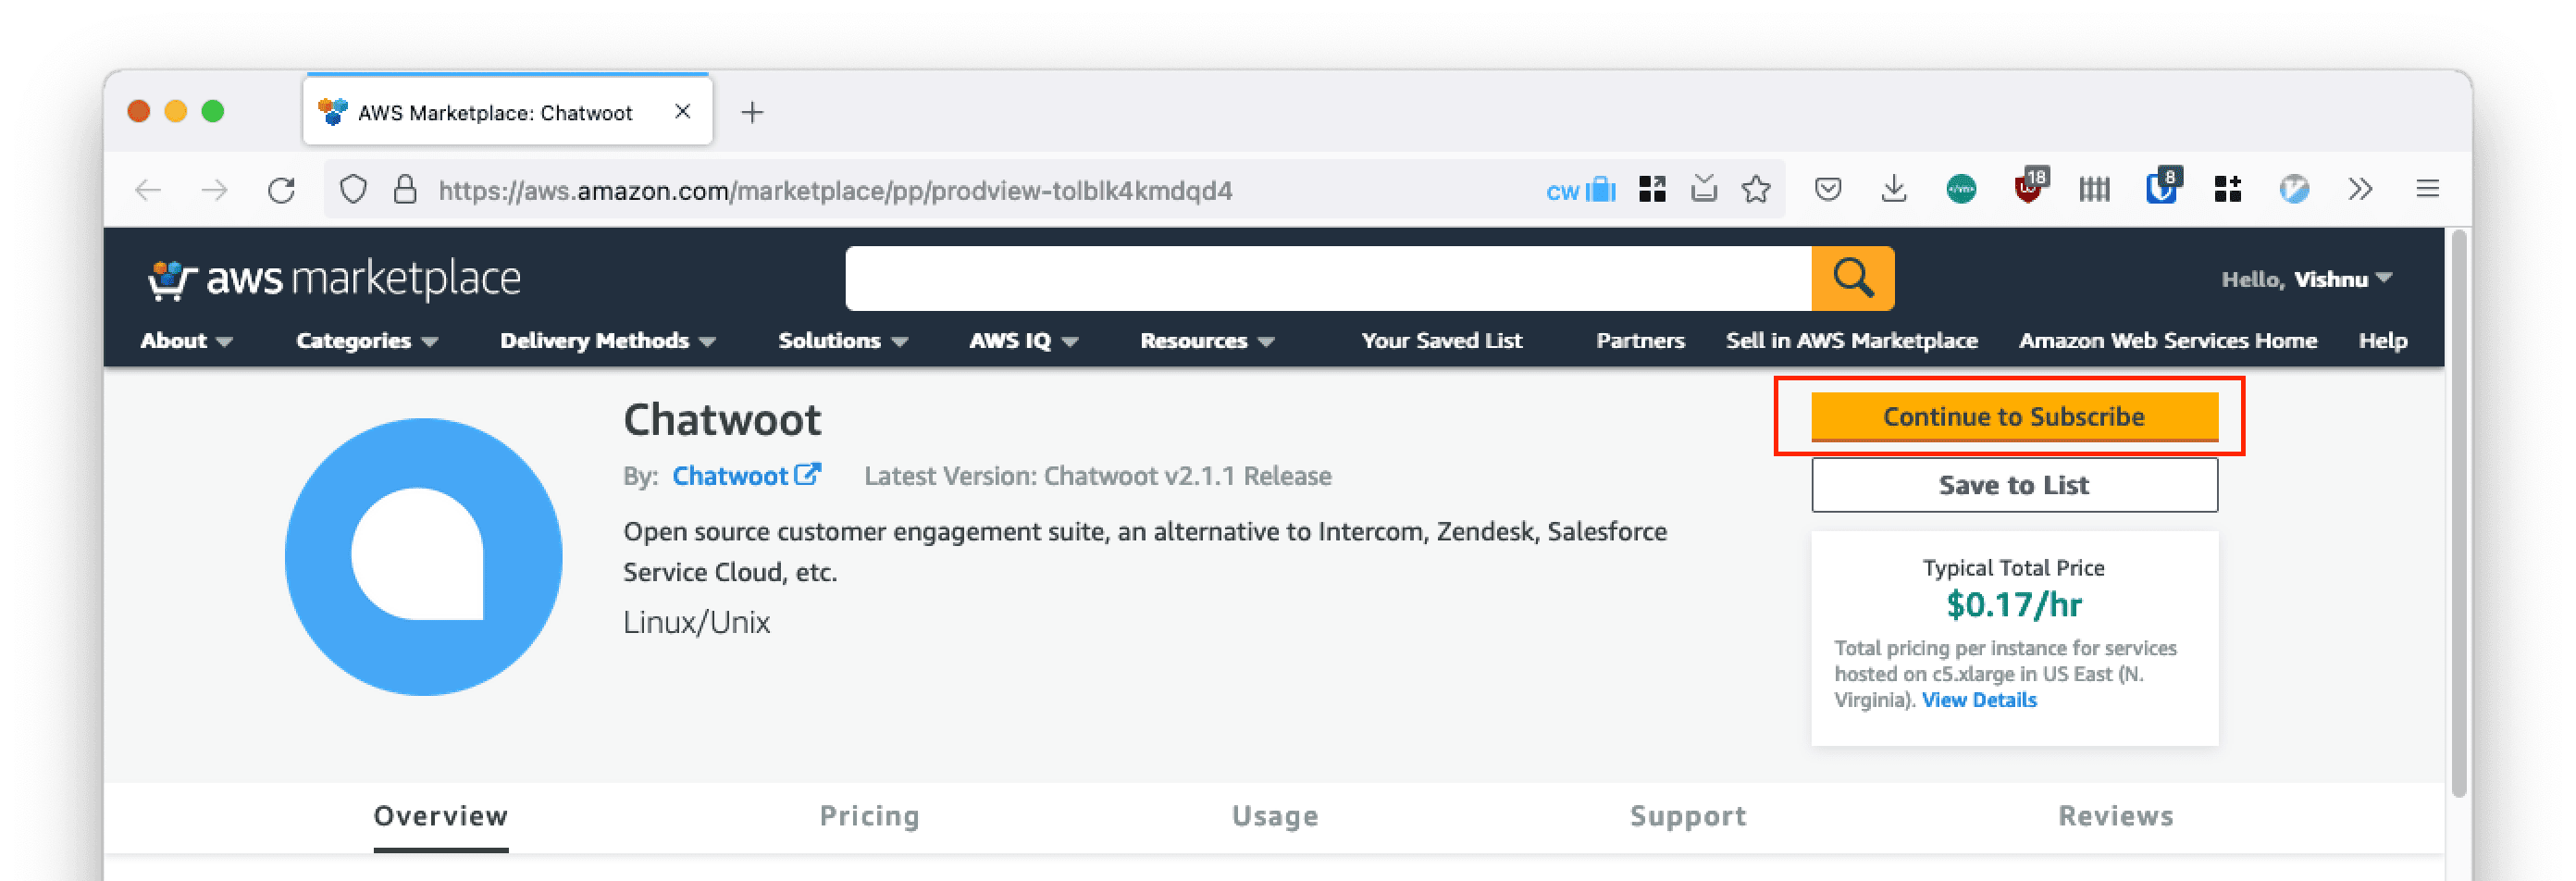 AWS Marketplace: Chatwoot
https://aws.amazon.com/marketplace/pp/prodview-tolblk4kmdqd4
cw
</vm>
18
8
aws marketplace
Hello, Vishnu
About Categories Delivery Methods Solutions AWS IQ Resources Your Saved List Partners Sell in AWS Marketplace Amazon Web Services Home Help
Chatwoot
Continue to Subscribe
By: Chatwoot Latest Version: Chatwoot v2.1.1 Release
Save to List
Open source customer engagement suite, an alternative to Intercom, Zendesk, Salesforce
Service Cloud, etc.
Linux/Unix
Typical Total Price
$0.17/hr
Total pricing per instance for services
hosted on c5.xlarge in US East (N.
Virginia). View Details
Overview Pricing Usage Support Reviews